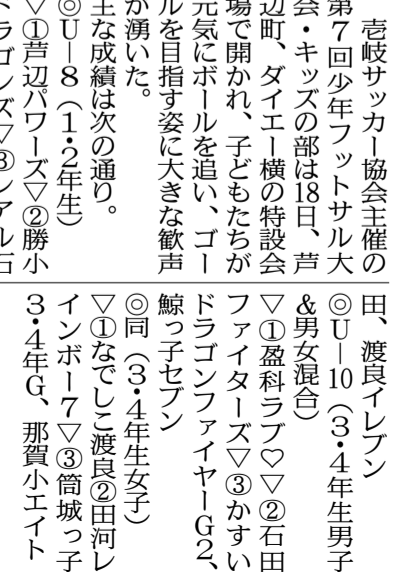 壱岐サッカー協会主催の
第7回少年フットサル大
会・キッズの部は18日、芦
辺町、ダイエー横の特設会
場で開かれ、子どもたちが
元気にボールを追い、ゴー
ルを目指す姿に大きな歓声
が湧いた。
主な成績は次の通り。
◎U―8（1・2年生）
▽①芦辺パワーズ▽②勝小
ドラゴンズ▽③レアル石
田、渡良イレブン
◎U―10（3・4年生男子
&男女混合）
▽①盈科ラブ♡▽②石田
ファイターズ▽③かすい
ドラゴンファイヤーG2、
鯨っ子セブン
◎同（3・4年生女子）
▽①なでしこ渡良②田河レ
インボー7▽③筒城っ子
3・4年G、那賀小エイト